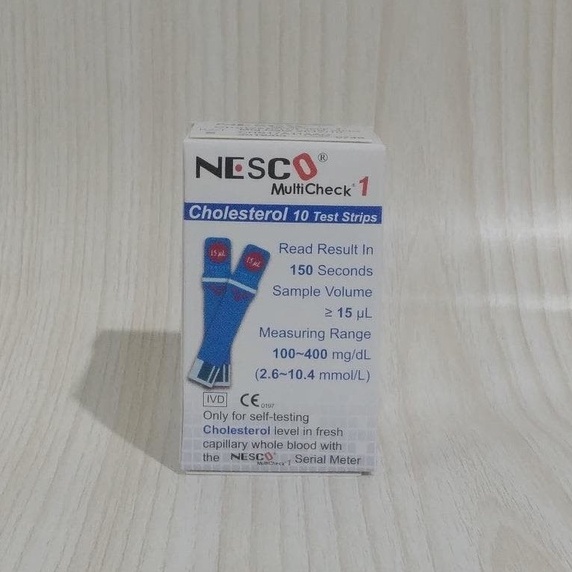 NESCO®
MultiCheck® 1
Cholesterol 10 Test Strips
15 µL
15 µL
Read Result In
150 Seconds
Sample Volume
≥ 15 µL
Measuring Range
100~400 mg/dL
(2.6~10.4 mmol/L)
IVD CE 0197
Only for self-testing
Cholesterol level in fresh
capillary whole blood with
the NESCO® MultiCheck® 1 Serial Meter